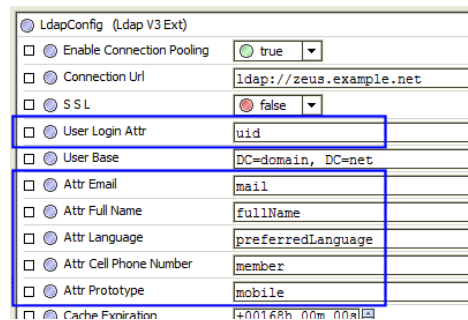 LdapConfig (Ldap V3 Ext)
Enable Connection Pooling true
Connection Url ldap://zeus.example.net
S S L false
User Login Attr uid
User Base DC=domain, DC=net
Attr Email mail
Attr Full Name fullName
Attr Language preferredLanguage
Attr Cell Phone Number member
Attr Prototype mobile
Cache Expiration +00168h 00m 00s